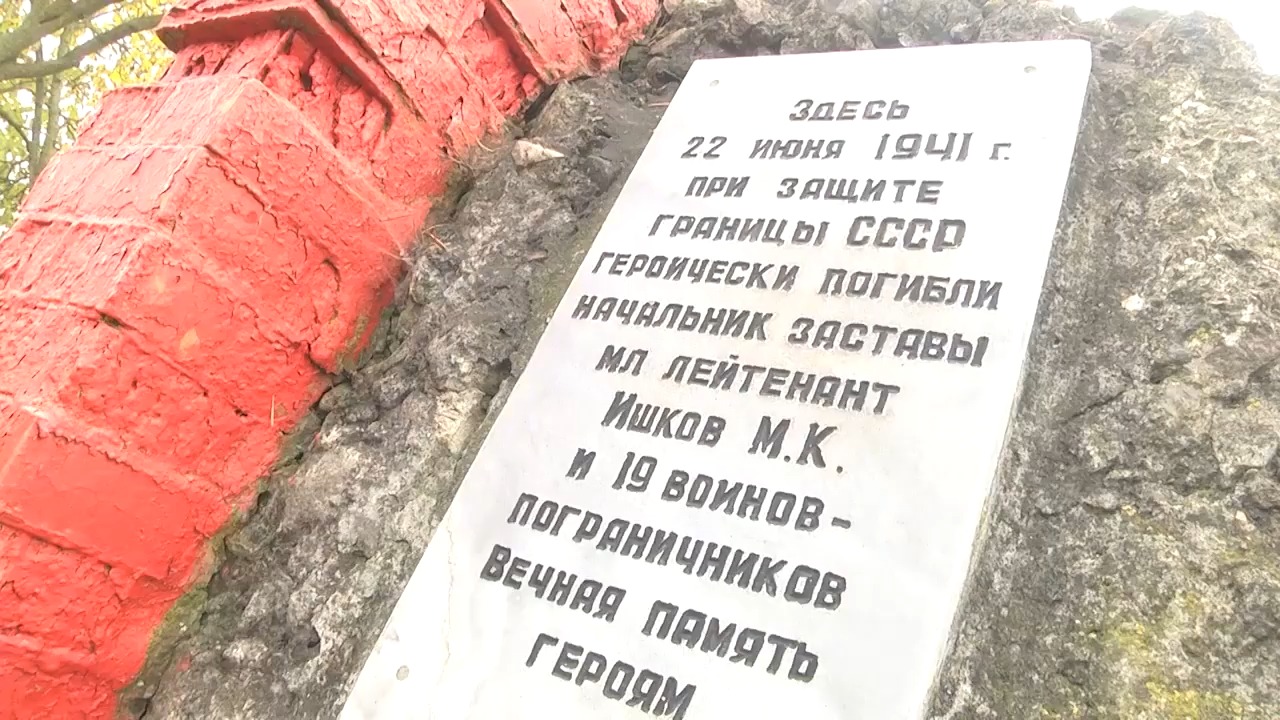 ЗДЕСЬ
22 ИЮНЯ 1941 Г.
ПРИ ЗАЩИТЕ
ГРАНИЦЫ СССР
ГЕРОИЧЕСКИ ПОГИБЛИ
НАЧАЛЬНИК ЗАСТАВЫ
МЛ ЛЕЙТЕНАНТ
ИШКОВ М.К.
И 19 ВОИНОВ-
ПОГРАНИЧНИКОВ
ВЕЧНАЯ ПАМЯТЬ
ГЕРОЯМ